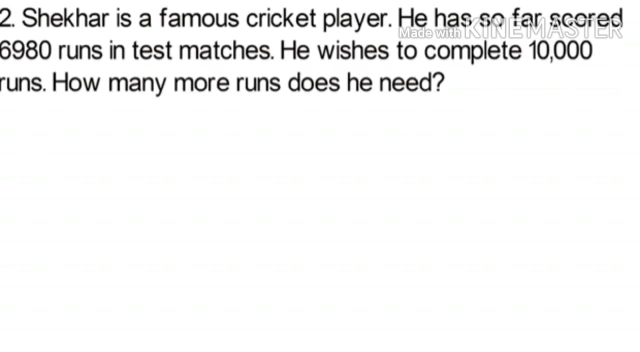 2. Shekhar is a famous cricket player. He has so far scored
Made with KINEMASTER
6980 runs in test matches. He wishes to complete 10,000
runs. How many more runs does he need?